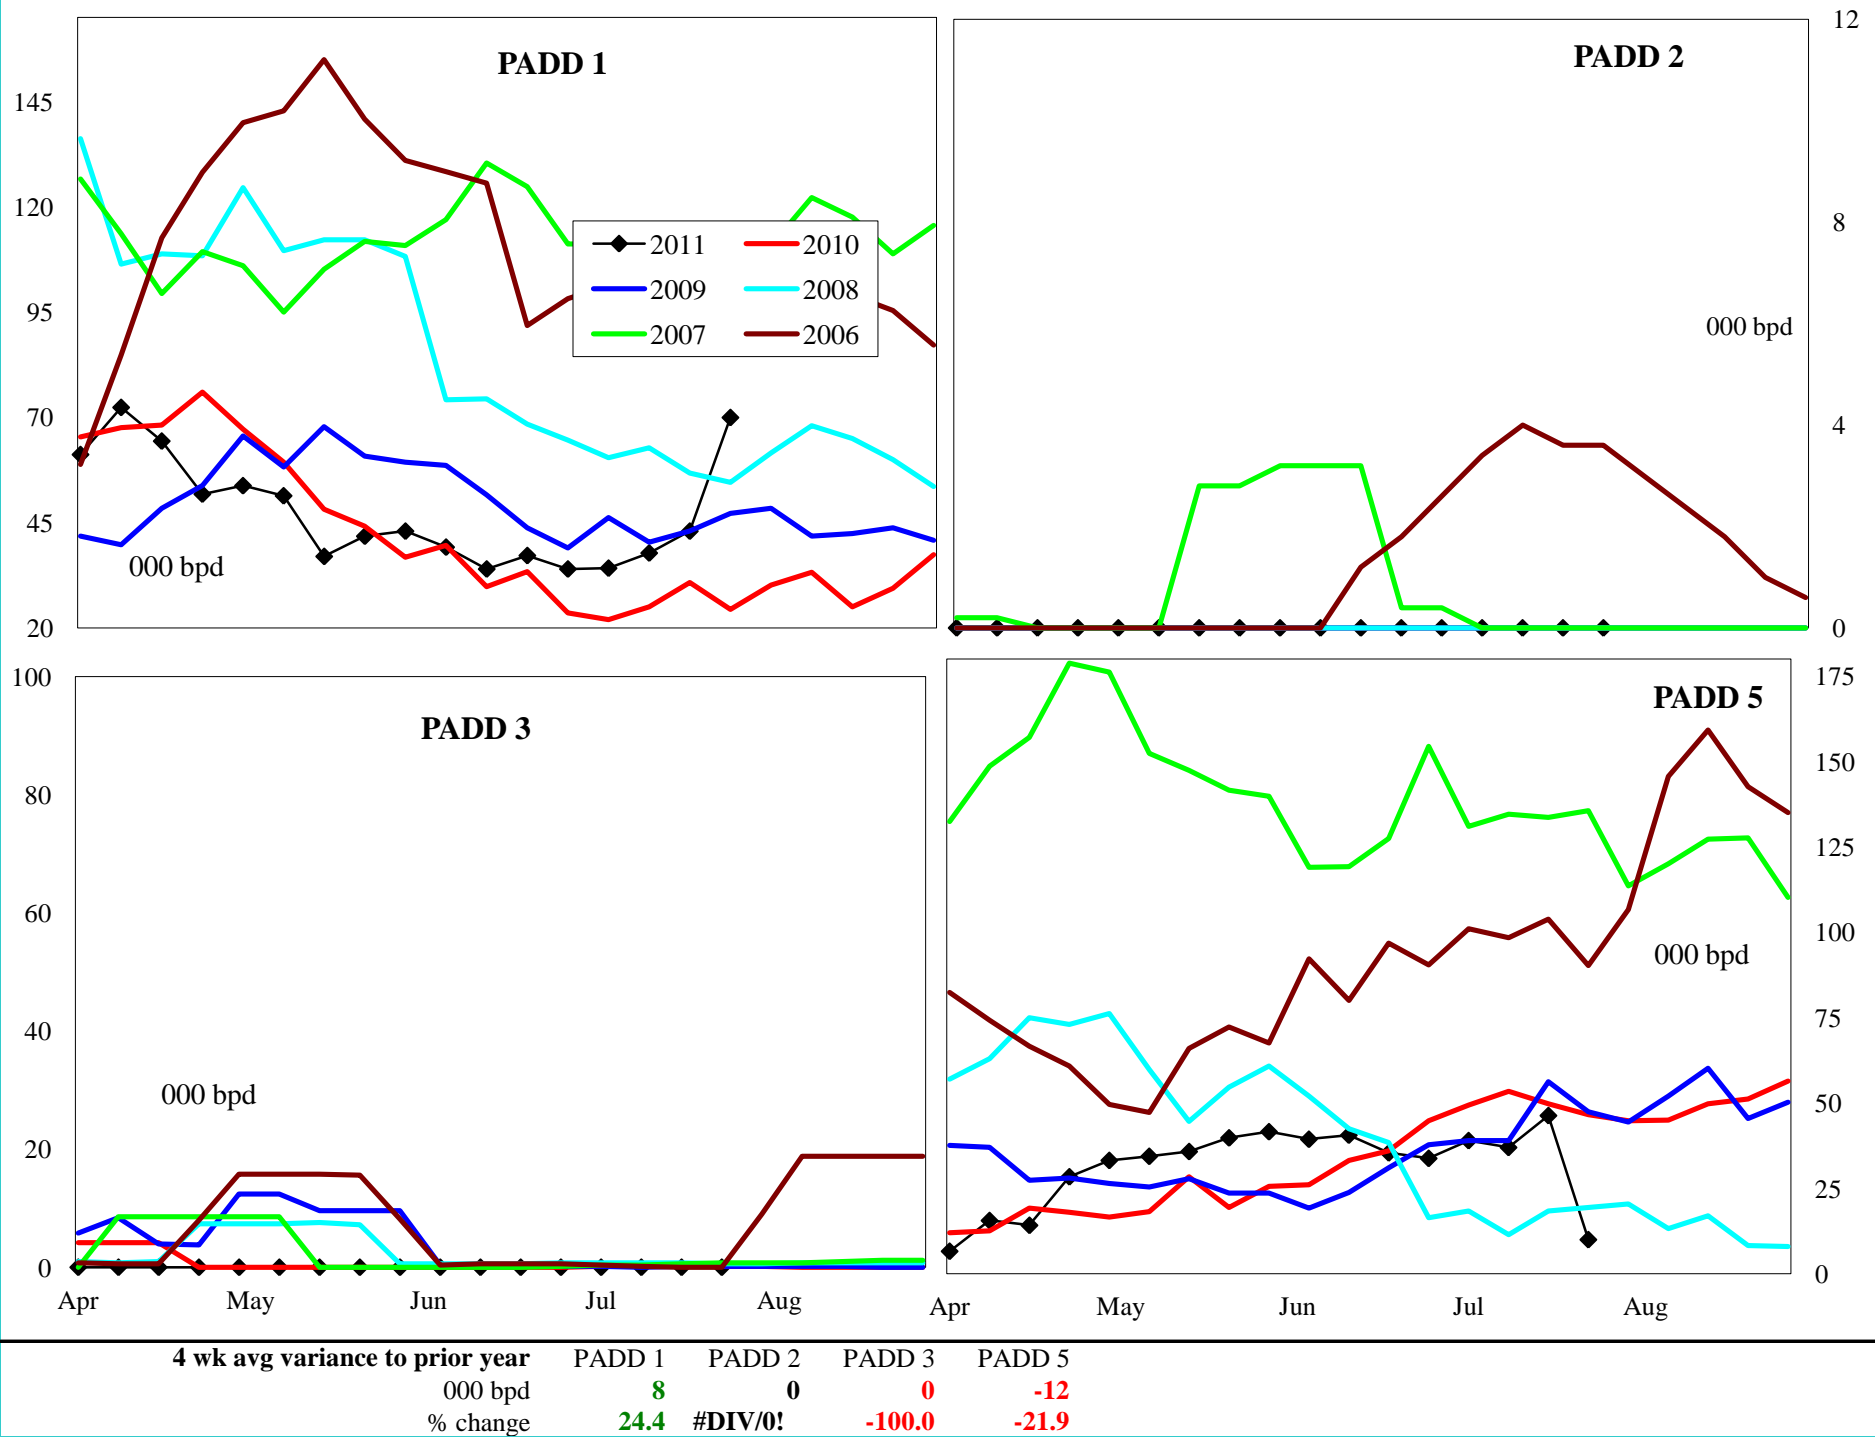 PADD 1
145
120
95
70
45
20
000 bpd
2011 2010
2009 2008
2007 2006
PADD 2
12
8
4
0
000 bpd
PADD 3
100
80
60
40
20
0
000 bpd
Apr May Jun Jul Aug
PADD 5
175
150
125
100
75
50
25
0
000 bpd
Apr May Jun Jul Aug
4 wk avg variance to prior year PADD 1 PADD 2 PADD 3 PADD 5
000 bpd 8 0 0 -12
% change 24.4 #DIV/0! -100.0 -21.9